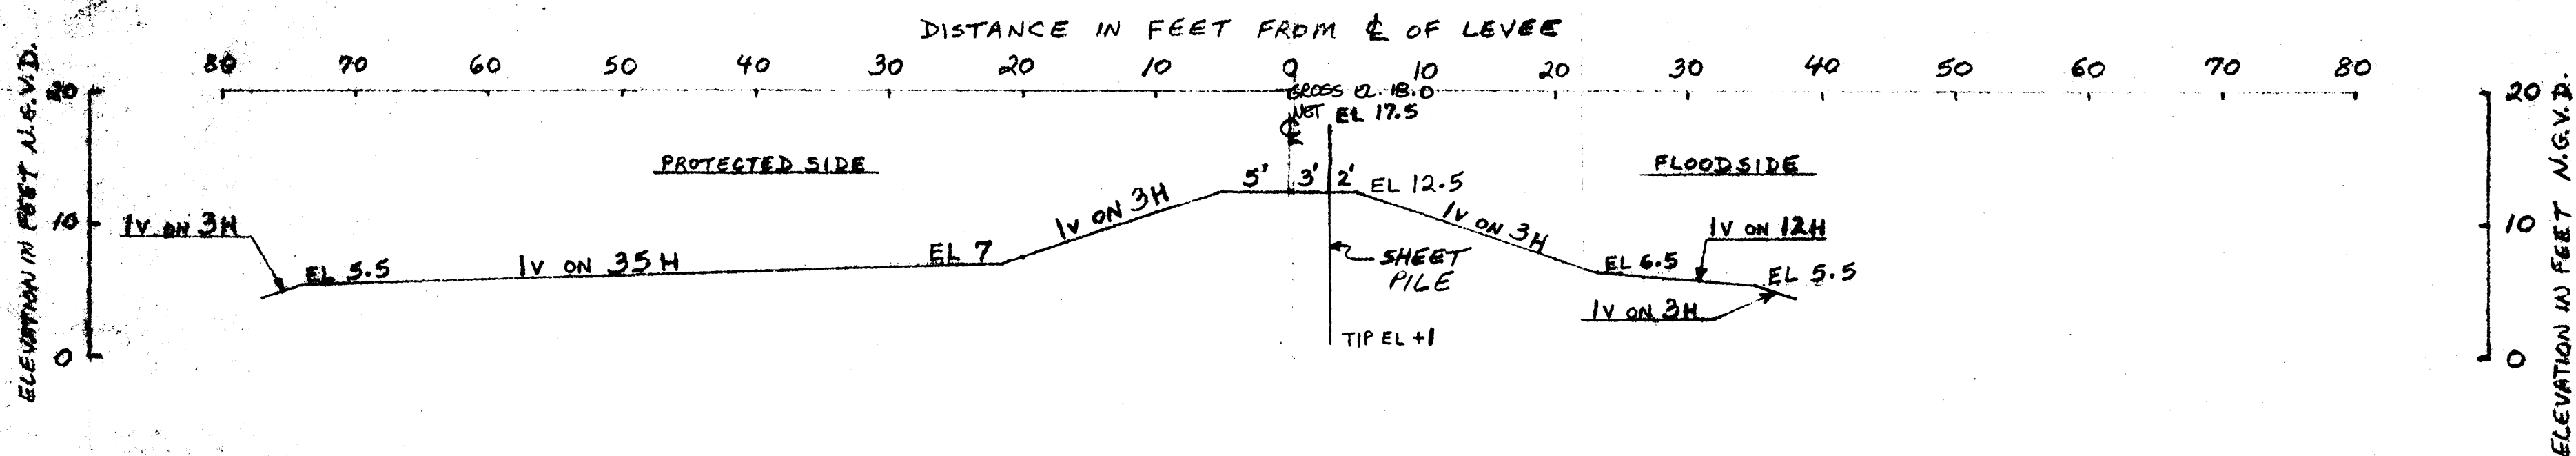 DISTANCE IN FEET FROM ℄ OF LEVEE
80 70 60 50 40 30 20 10 0 10 20 30 40 50 60 70 80
ELEVATION IN FEET N.G.V.D.
20
10
0
GROSS EL. 18.0
NET EL 17.5
℄
PROTECTED SIDE
FLOODSIDE
5' 3' 2' EL 12.5
1V ON 3H
1V ON 3H
1V ON 3H
1V ON 12H
EL 5.5
1V ON 35H
EL 7
SHEET
PILE
EL 6.5
EL 5.5
1V ON 3H
TIP EL +1
20
10
0
ELEVATION IN FEET N.G.V.D.